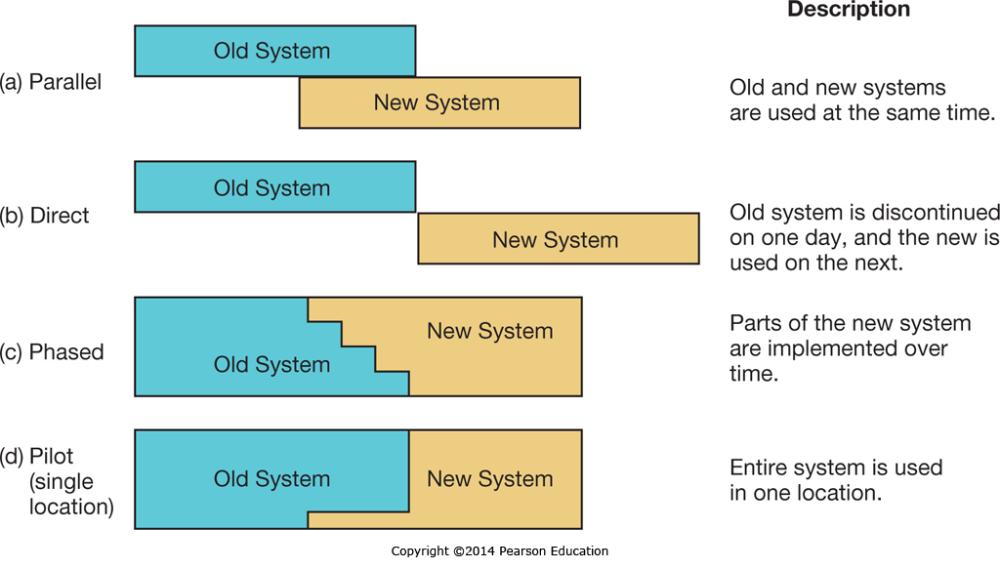 Description
(a) Parallel
Old System
New System
Old and new systems
are used at the same time.
(b) Direct
Old System
New System
Old system is discontinued
on one day, and the new is
used on the next.
(c) Phased
Old System
New System
Parts of the new system
are implemented over
time.
(d) Pilot
(single
location)
Old System
New System
Entire system is used
in one location.
Copyright ©2014 Pearson Education